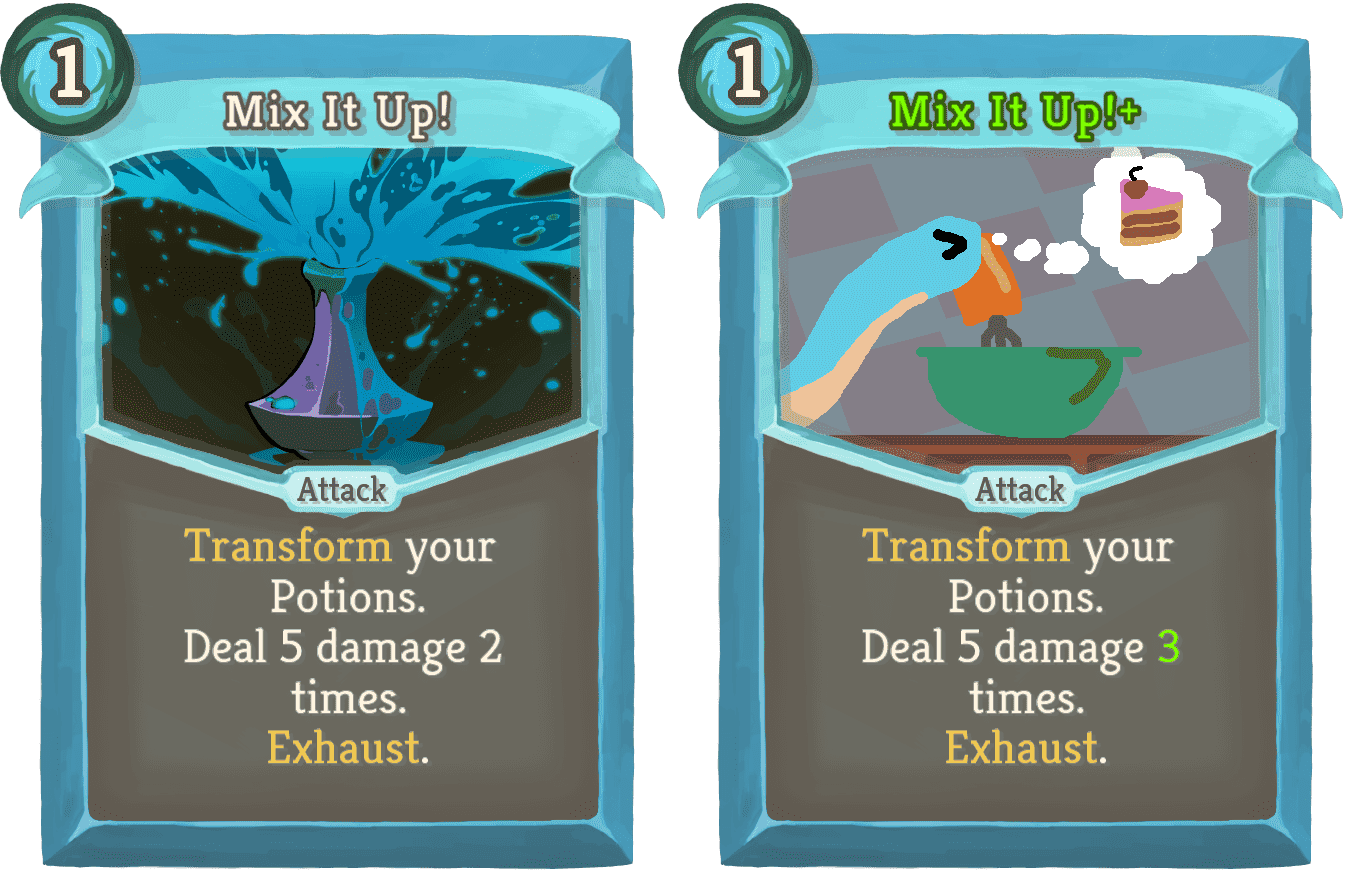 1
Mix It Up!
Attack
Transform your
Potions.
Deal 5 damage 2
times.
Exhaust.
1
Mix It Up!+
Attack
Transform your
Potions.
Deal 5 damage 3
times.
Exhaust.